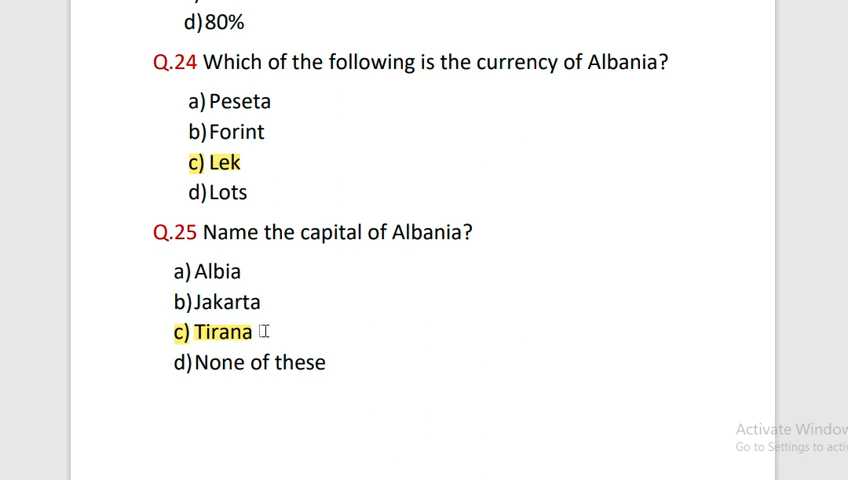 d)80%
Q.24 Which of the following is the currency of Albania?
a)Peseta
b)Forint
c) Lek
d)Lots
Q.25 Name the capital of Albania?
a)Albia
b)Jakarta
c) Tirana
d)None of these
Activate Window
Go to Settings to activ